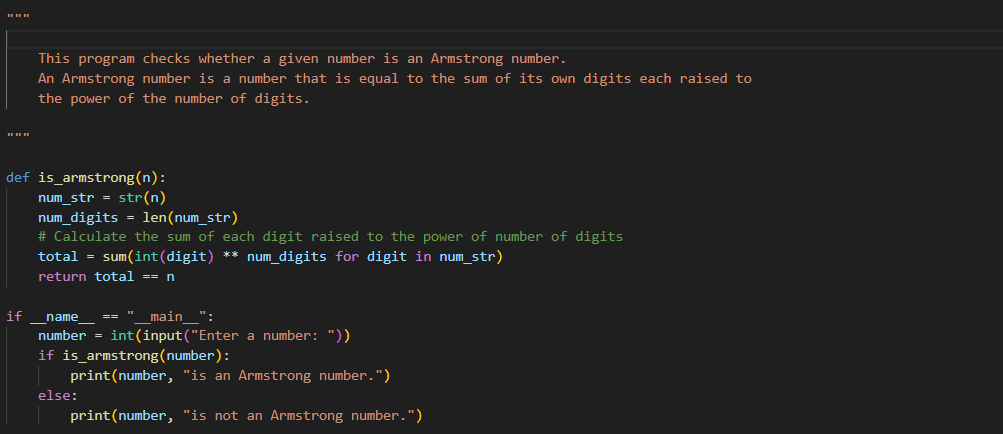 """
    This program checks whether a given number is an Armstrong number.
    An Armstrong number is a number that is equal to the sum of its own digits each raised to
    the power of the number of digits.
"""
def is_armstrong(n):
    num_str = str(n)
    num_digits = len(num_str)
    # Calculate the sum of each digit raised to the power of number of digits
    total = sum(int(digit) ** num_digits for digit in num_str)
    return total == n
if __name__ == "__main__":
    number = int(input("Enter a number: "))
    if is_armstrong(number):
        print(number, "is an Armstrong number.")
    else:
        print(number, "is not an Armstrong number.")